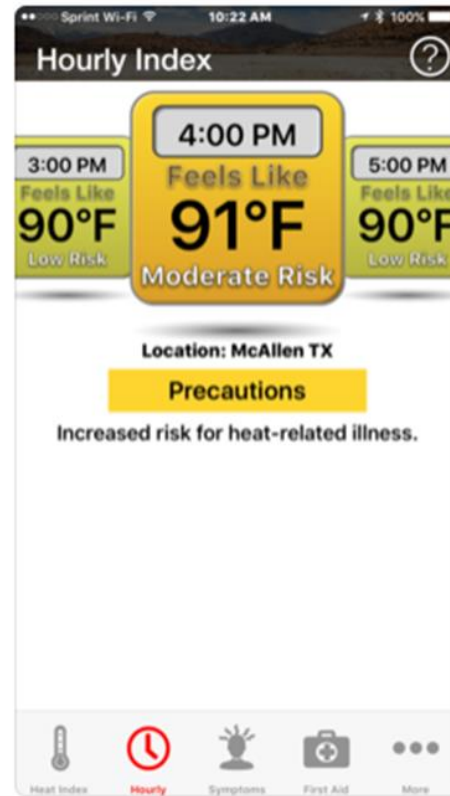 Sprint Wi-Fi 10:22 AM 100%
Hourly Index ?
3:00 PM
Feels Like
90°F
Low Risk
4:00 PM
Feels Like
91°F
Moderate Risk
5:00 PM
Feels Like
90°F
Low Risk
Location: McAllen TX
Precautions
Increased risk for heat-related illness.
Heat Index Hourly Symptoms First Aid More